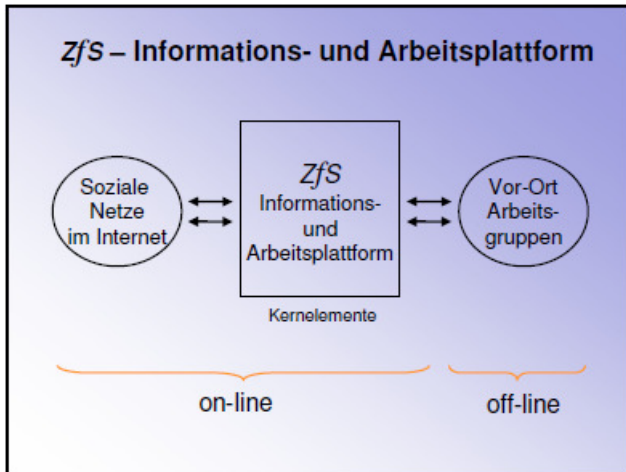 ZfS – Informations- und Arbeitsplattform
Soziale
Netze
im Internet
ZfS
Informations-
und
Arbeitsplattform
Vor-Ort
Arbeits-
gruppen
Kernelemente
on-line
off-line